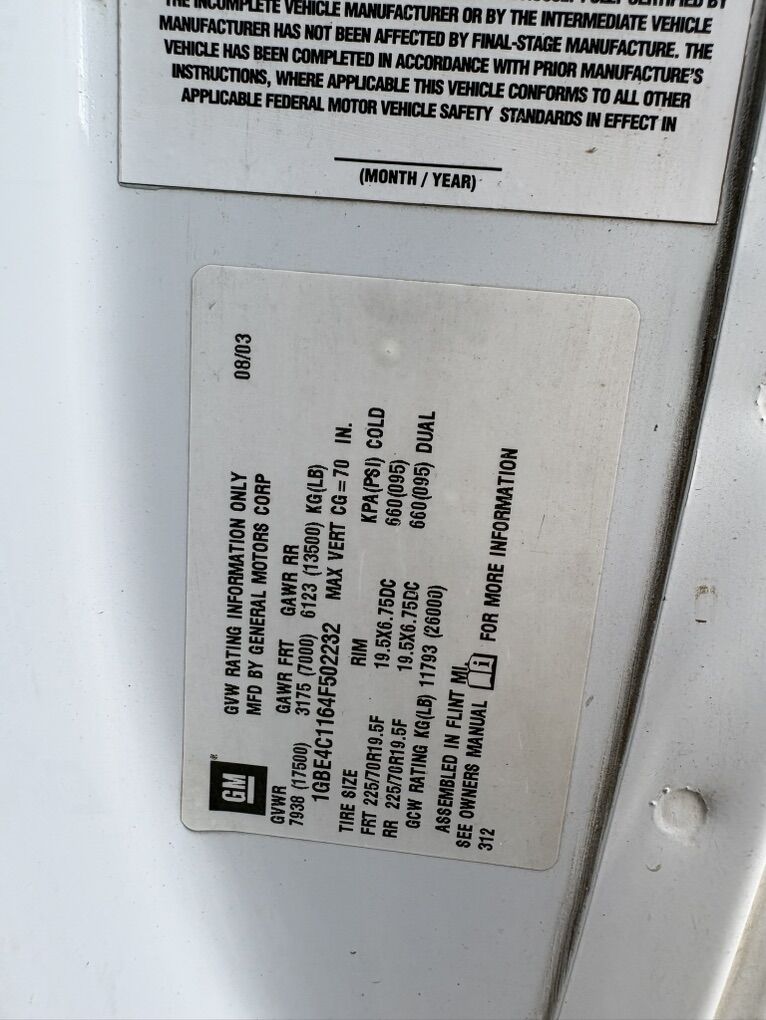 THE INCOMPLETE VEHICLE MANUFACTURER OR BY THE INTERMEDIATE VEHICLE
MANUFACTURER HAS NOT BEEN AFFECTED BY FINAL-STAGE MANUFACTURE. THE
VEHICLE HAS BEEN COMPLETED IN ACCORDANCE WITH PRIOR MANUFACTURE'S
INSTRUCTIONS, WHERE APPLICABLE THIS VEHICLE CONFORMS TO ALL OTHER
APPLICABLE FEDERAL MOTOR VEHICLE SAFETY STANDARDS IN EFFECT IN
(MONTH / YEAR)
GM®
GVW RATING INFORMATION ONLY
MFD BY GENERAL MOTORS CORP 08/03
GVWR GAWR FRT GAWR RR
7938 (17500) 3175 (7000) 6123 (13500) KG(LB)
1GBE4C1164F502232 MAX VERT CG=70 IN.
TIRE SIZE RIM KPA(PSI) COLD
FRT 225/70R19.5F 19.5X6.75DC 660(095)
RR 225/70R19.5F 19.5X6.75DC 660(095) DUAL
GCW RATING KG(LB) 11793 (26000)
ASSEMBLED IN FLINT MI.
SEE OWNERS MANUAL FOR MORE INFORMATION
312